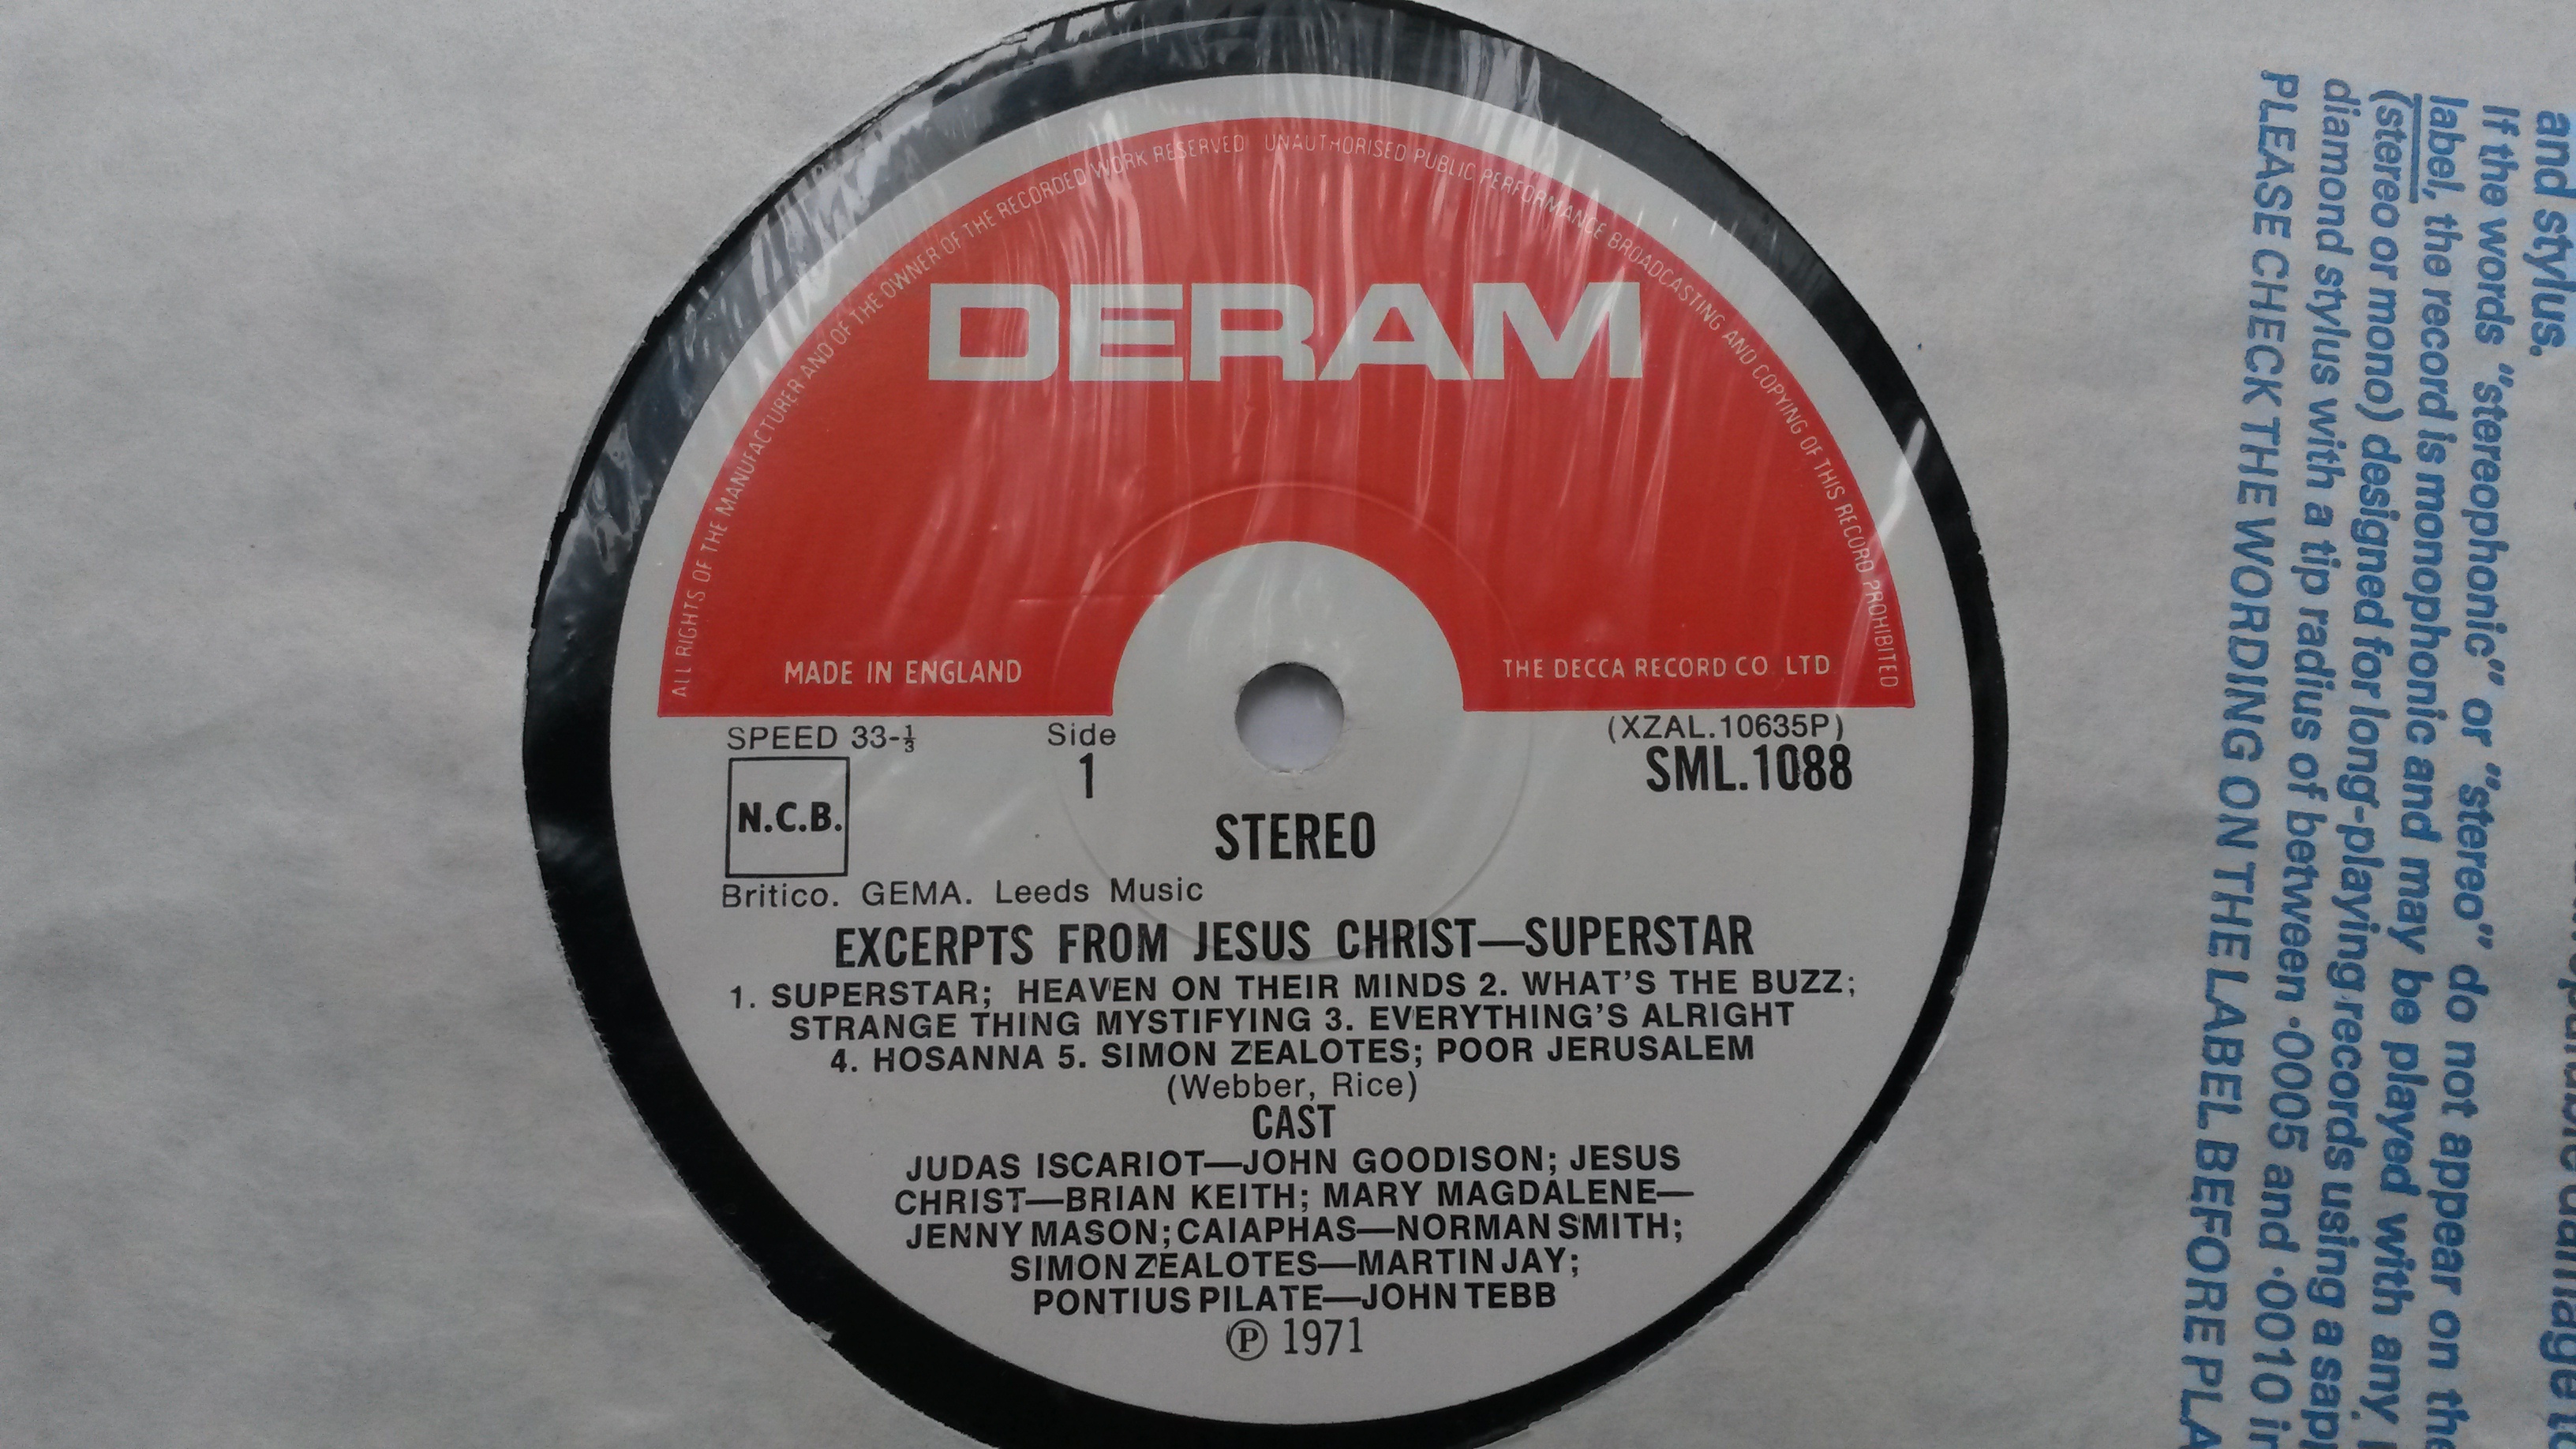 ALL RIGHTS OF THE MANUFACTURER AND OF THE OWNER OF THE RECORDED WORK RESERVED UNAUTHORISED PUBLIC PERFORMANCE BROADCASTING AND COPYING OF THIS RECORD PROHIBITED
DERAM
MADE IN ENGLAND
THE DECCA RECORD CO. LTD.
SPEED 33-⅓
Side
1
(XZAL.10635P)
SML.1088
N.C.B.
STEREO
Britico. GEMA. Leeds Music
EXCERPTS FROM JESUS CHRIST—SUPERSTAR
1. SUPERSTAR; HEAVEN ON THEIR MINDS 2. WHAT'S THE BUZZ;
STRANGE THING MYSTIFYING 3. EVERYTHING'S ALRIGHT
4. HOSANNA 5. SIMON ZEALOTES; POOR JERUSALEM
(Webber, Rice)
CAST
JUDAS ISCARIOT—JOHN GOODISON; JESUS
CHRIST—BRIAN KEITH; MARY MAGDALENE—
JENNY MASON; CAIAPHAS—NORMAN SMITH;
SIMON ZEALOTES—MARTIN JAY;
PONTIUS PILATE—JOHN TEBB
℗ 1971
and stylus.
If the words "stereophonic" or "stereo" do not appear on the
label, the record is monophonic and may be played with any
(stereo or mono) designed for long-playing records using a
diamond stylus with a tip radius of between ·0005 and ·0010
PLEASE CHECK THE WORDING ON THE LABEL BEFORE